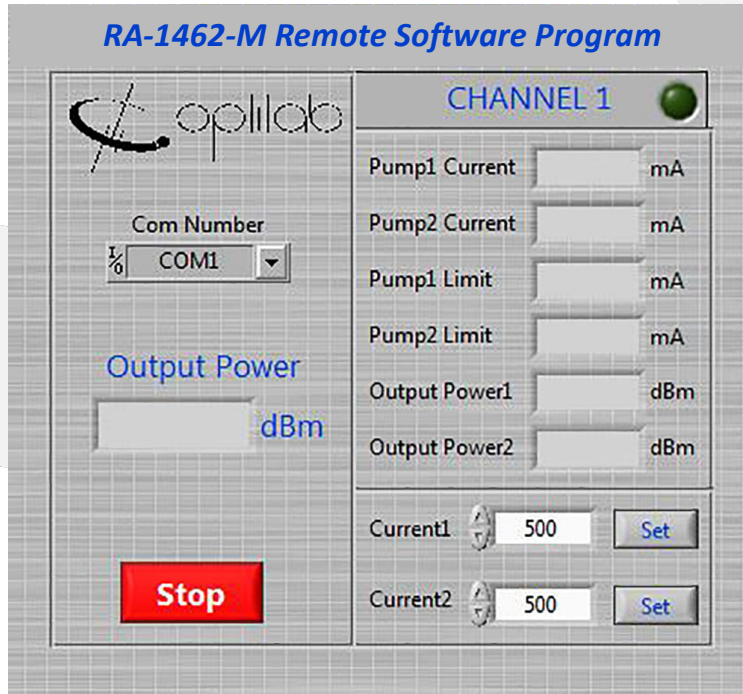 RA-1462-M Remote Software Program
oplilab
Com Number
I/O COM1
Output Power
dBm
Stop
CHANNEL 1
Pump1 Current mA
Pump2 Current mA
Pump1 Limit mA
Pump2 Limit mA
Output Power1 dBm
Output Power2 dBm
Current1 500 Set
Current2 500 Set